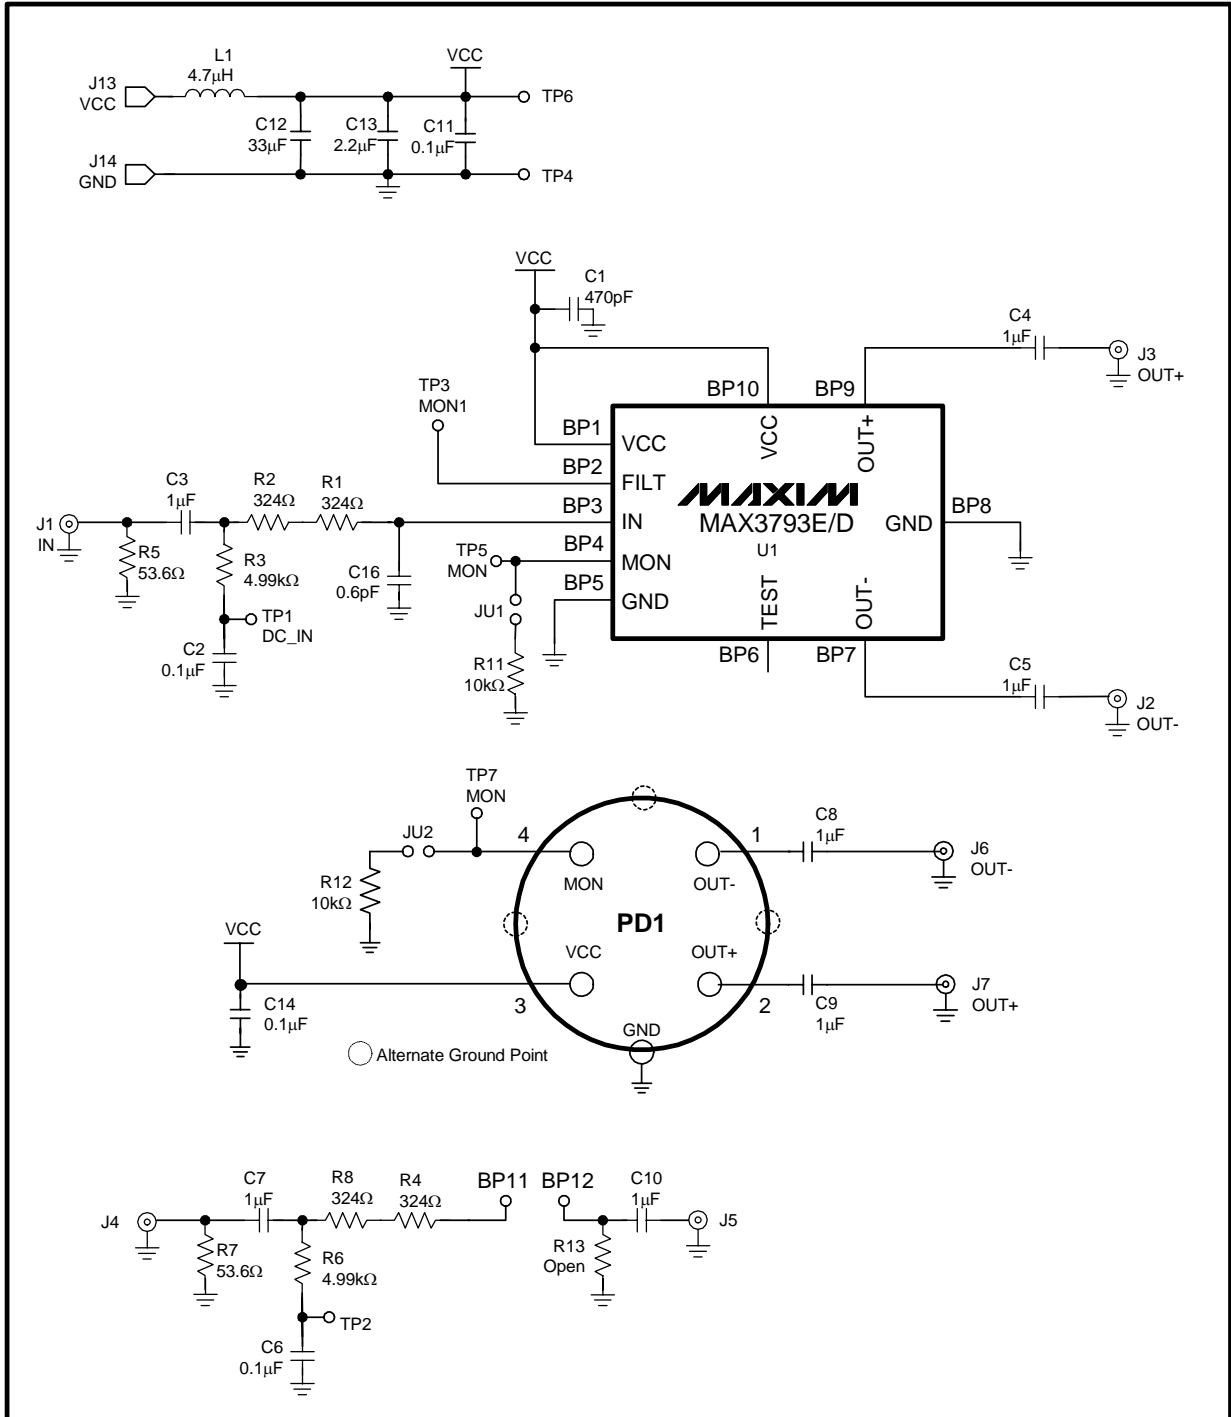 L1
4.7µH
VCC
J13
VCC
TP6
C12
33µF
C13
2.2µF
C11
0.1µF
J14
GND
TP4
VCC
C1
470pF
C4
1µF
J3
OUT+
TP3
MON1
BP10
BP9
BP1
VCC
VCC
OUT+
BP2
FILT
MAXIM
MAX3793E/D
U1
C3
1µF
R2
324Ω
R1
324Ω
BP3
IN
GND
BP8
J1
IN
R5
53.6Ω
R3
4.99kΩ
C16
0.6pF
TP5
MON
BP4
MON
BP5
GND
JU1
TEST
OUT-
TP1
DC_IN
C2
0.1µF
R11
10kΩ
BP6
BP7
C5
1µF
J2
OUT-
TP7
MON
JU2
4
1
C8
1µF
J6
OUT-
R12
10kΩ
MON
OUT-
PD1
VCC
VCC
OUT+
C14
0.1µF
3
2
C9
1µF
J7
OUT+
GND
Alternate Ground Point
C7
1µF
R8
324Ω
R4
324Ω
BP11
BP12
C10
1µF
J4
J5
R7
53.6Ω
R6
4.99kΩ
R13
Open
TP2
C6
0.1µF